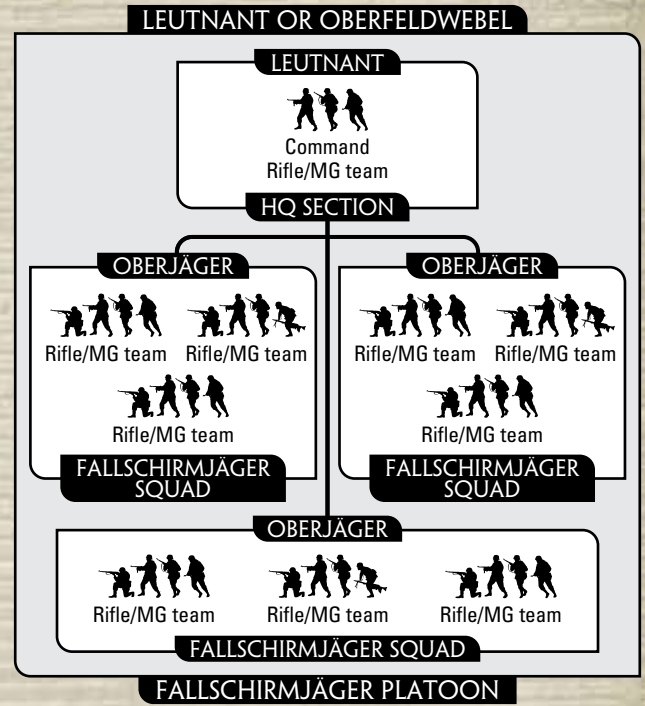 LEUTNANT OR OBERFELDWEBEL
LEUTNANT
Command
Rifle/MG team
HQ SECTION
OBERJÄGER
Rifle/MG team Rifle/MG team
Rifle/MG team
FALLSCHIRMJÄGER
SQUAD
OBERJÄGER
Rifle/MG team Rifle/MG team
Rifle/MG team
FALLSCHIRMJÄGER
SQUAD
OBERJÄGER
Rifle/MG team Rifle/MG team Rifle/MG team
FALLSCHIRMJÄGER SQUAD
FALLSCHIRMJÄGER PLATOON